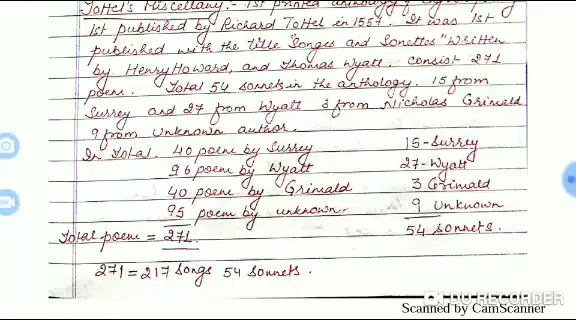 Tottel's Miscellany :- 1st printed anthology of
1st published by Richard Tottel in 1557. It was 1st
published with the title "Songes and Sonettes" Written
by Henry Howard, and Thomas Wyatt. consist 271
poem. Total 54 sonnets in the anthology. 15 from
Surrey and 27 from Wyatt 3 from Nicholas Grimald
9 from unknown author.
In Total. 40 poem by Surrey 15 - Surrey
96 poem by Wyatt 27 - Wyatt
40 poem by Grimald 3 Grimald
95 poem by unknown. 9 Unknown
Total poem = 271. 54 sonnets.
271 = 217 songs 54 sonnets.
DU RECORDER
Scanned by CamScanner